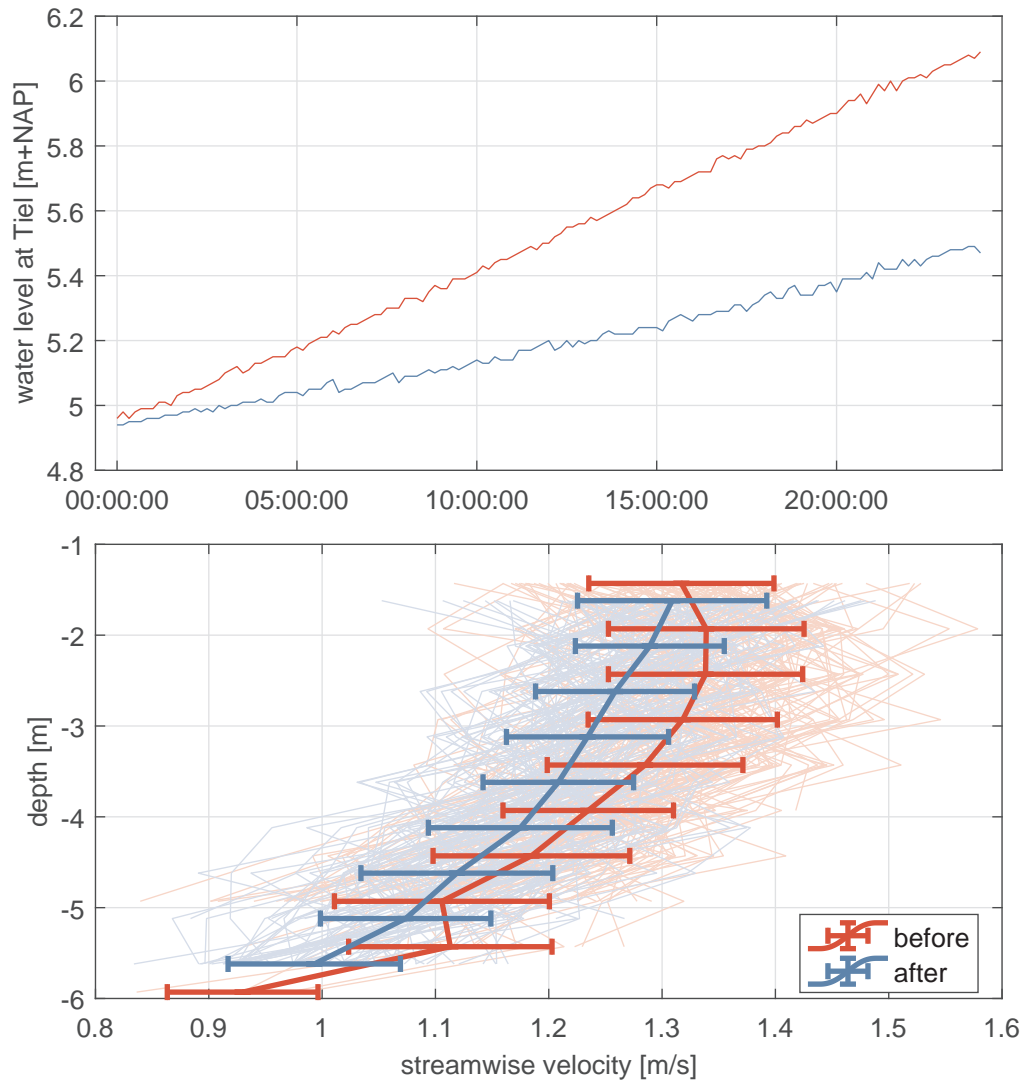 6.2
6
5.8
5.6
5.4
5.2
5
4.8
water level at Tiel [m+NAP]
00:00:00 05:00:00 10:00:00 15:00:00 20:00:00
-1
-2
-3
-4
-5
-6
depth [m]
before
after
0.8 0.9 1 1.1 1.2 1.3 1.4 1.5 1.6
streamwise velocity [m/s]